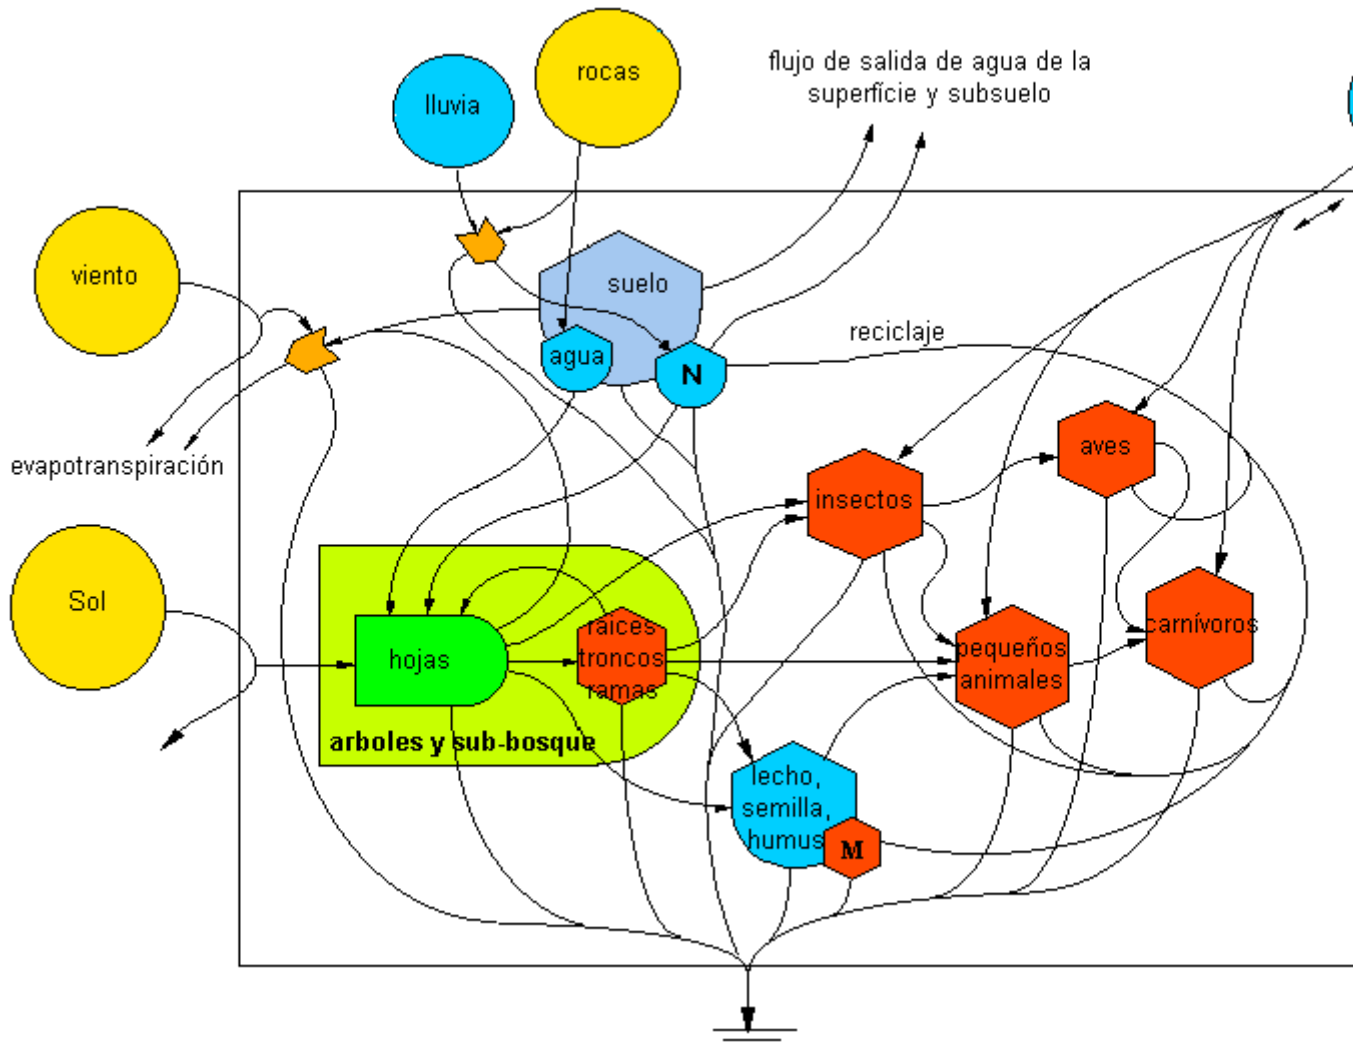 rocas
lluvia
flujo de salida de agua de la
superfície y subsuelo
viento
suelo
agua
N
reciclaje
evapotranspiración
aves
insectos
Sol
hojas
raices
troncos
ramas
pequeños
animales
carnívoros
arboles y sub-bosque
lecho,
semilla,
humus
M